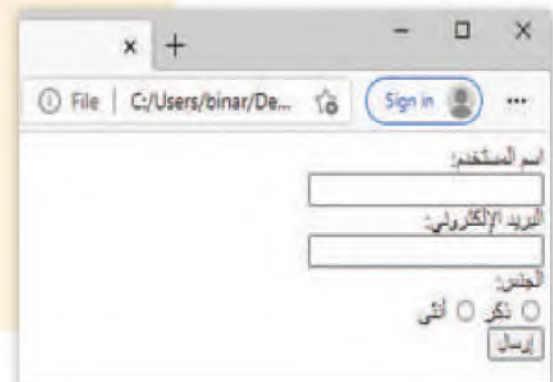 × +
File | C:/Users/binar/De... Sign in ...
اسم المستخدم:
البريد الإلكتروني:
الجنس:
ذكر أنثى
إرسال